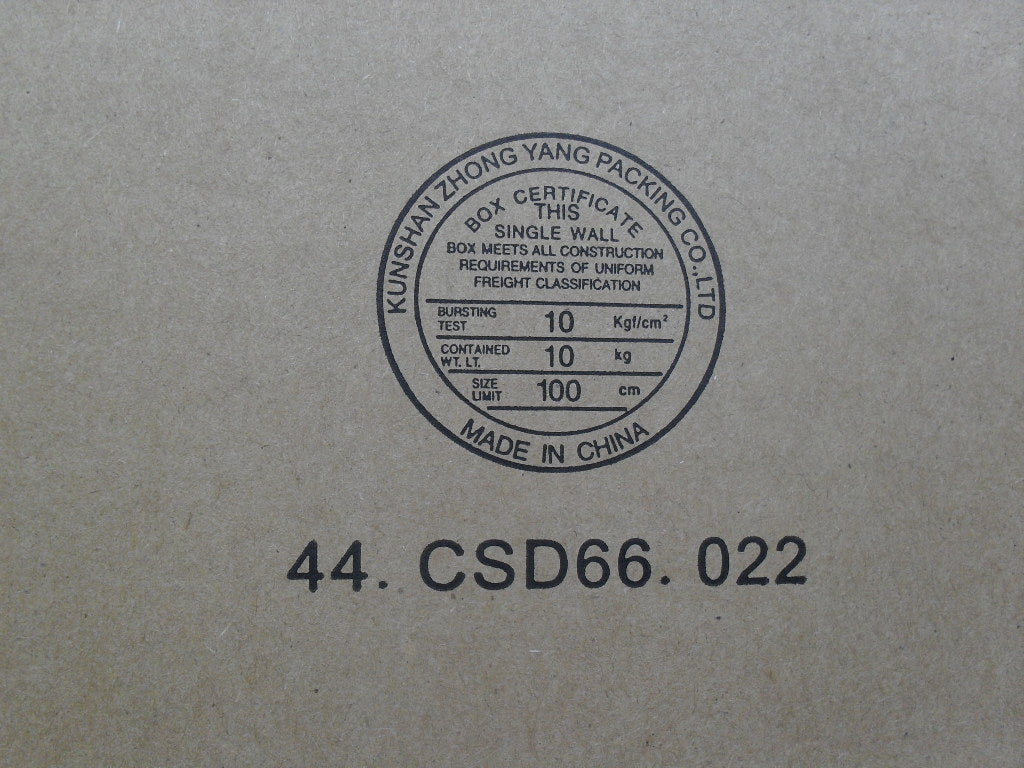 KUNSHAN ZHONG YANG PACKING CO.,LTD
BOX CERTIFICATE
THIS
SINGLE WALL
BOX MEETS ALL CONSTRUCTION
REQUIREMENTS OF UNIFORM
FREIGHT CLASSIFICATION
BURSTING TEST 10 Kgf/cm²
CONTAINED WT. LT. 10 kg
SIZE LIMIT 100 cm
MADE IN CHINA
44. CSD66. 022